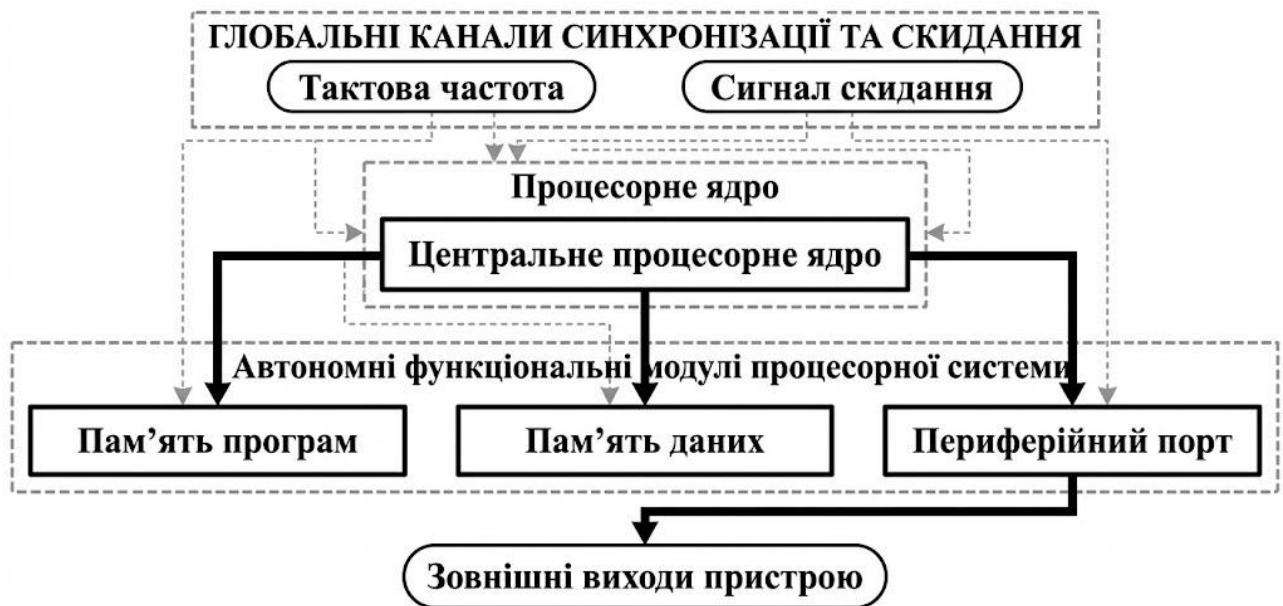 ГЛОБАЛЬНІ КАНАЛИ СИНХРОНІЗАЦІЇ ТА СКИДАННЯ
Тактова частота
Сигнал скидання
Процесорне ядро
Центральне процесорне ядро
Автономні функціональні модулі процесорної системи
Пам’ять програм
Пам’ять даних
Периферійний порт
Зовнішні виходи пристрою